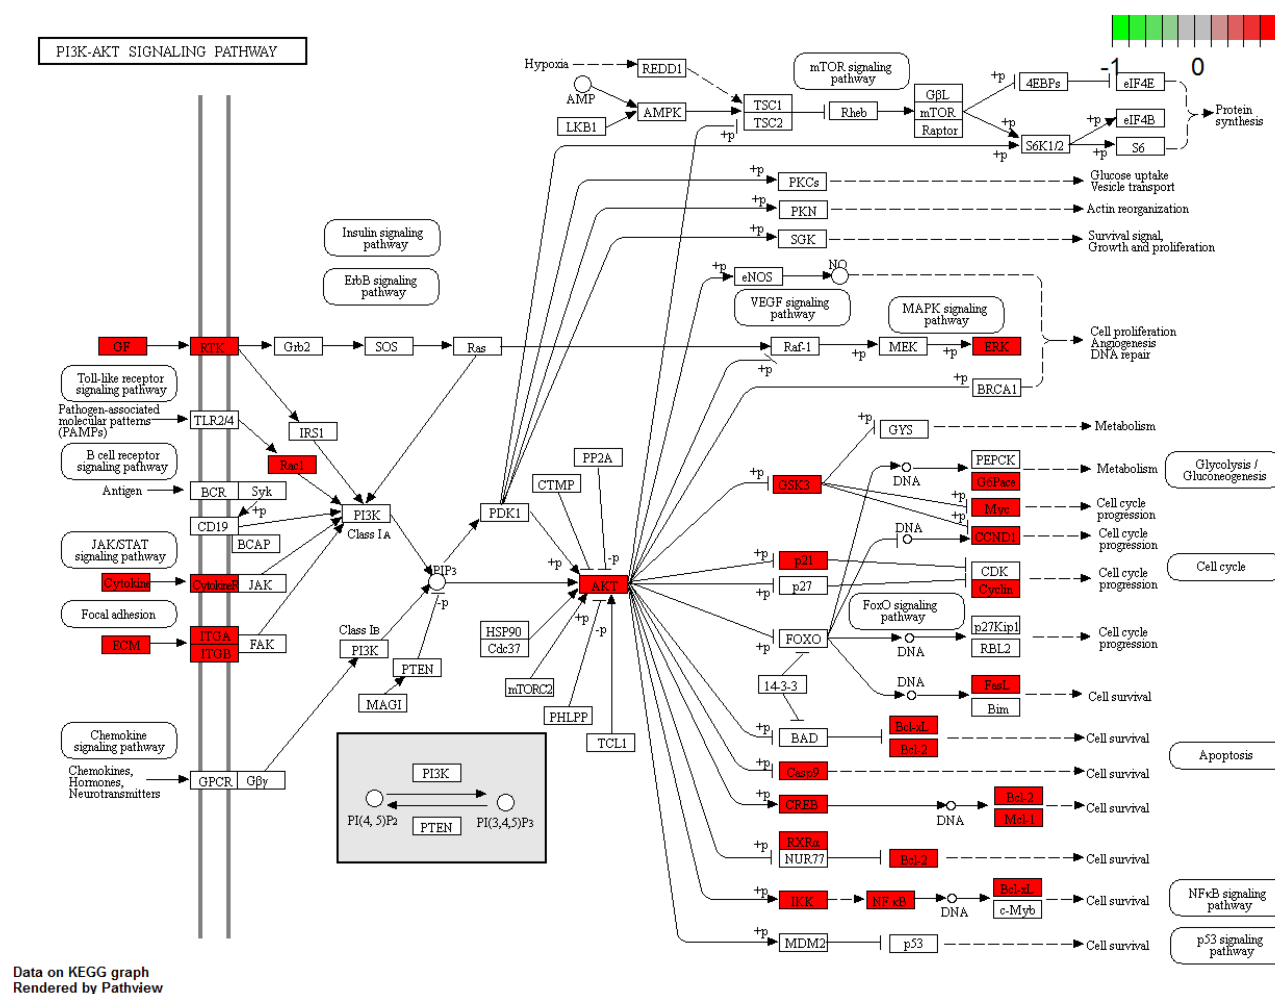 PI3K-AKT SIGNALING PATHWAY
-1
0
Hypoxia
REDD1
mTOR signaling
pathway
AMP
LKB1
AMPK
TSC1
TSC2
+p
Rheb
GβL
mTOR
Raptor
+p
4EBPs
eIF4E
+p
S6K1/2
+p
+p
eIF4B
+p
S6
Protein
synthesis
+p
PKCs
Glucose uptake
Vesicle transport
+p
PKN
Actin reorganization
+p
SGK
Survival signal,
Growth and proliferation
Insulin signaling
pathway
ErbB signaling
pathway
+p
eNOS
NO
VEGF signaling
pathway
MAPK signaling
pathway
GF
RTK
Grb2
SOS
Ras
Raf-1
+p
+p
MEK
+p
ERK
Cell proliferation
Angiogenesis
DNA repair
+p
BRCA1
Toll-like receptor
signaling pathway
Pathogen-associated
molecular patterns
(PAMPs)
TLR2/4
IRS1
Rac1
B cell receptor
signaling pathway
Antigen
BCR
Syk
+p
CD19
BCAP
PI3K
Class IA
PDK1
CTMP
PP2A
+p
-p
JAK/STAT
signaling pathway
Cytokine
CytokineR
JAK
PIP3
-p
AKT
Focal adhesion
ECM
ITGA
ITGB
FAK
Class IB
PI3K
PTEN
MAGI
HSP90
Cdc37
+p
-p
mTORC2
PHLPP
TCL1
Chemokine
signaling pathway
Chemokines,
Hormones,
Neurotransmitters
GPCR
Gβγ
PI3K
PI(4, 5)P2
PI(3,4,5)P3
PTEN
+p
GYS
Metabolism
+p
GSK3
DNA
PEPCK
G6Pace
Metabolism
Glycolysis /
Gluconeogenesis
+p
Myc
Cell cycle
progression
+p
DNA
CCND1
Cell cycle
progression
+p
p21
+p
p27
CDK
Cyclin
Cell cycle
progression
Cell cycle
FoxO signaling
pathway
+p
FOXO
DNA
p27Kip1
RBL2
Cell cycle
progression
14-3-3
DNA
FasL
Bim
Cell survival
+p
BAD
Bcl-xL
Bcl-2
Cell survival
Apoptosis
+p
Casp9
Cell survival
+p
CREB
DNA
Bcl-2
Mcl-1
Cell survival
+p
RXRα
NUR77
Bcl-2
Cell survival
+p
IKK
NFκB
DNA
Bcl-xL
c-Myb
Cell survival
NFκB signaling
pathway
+p
MDM2
p53
Cell survival
p53 signaling
pathway
Data on KEGG graph
Rendered by Pathview